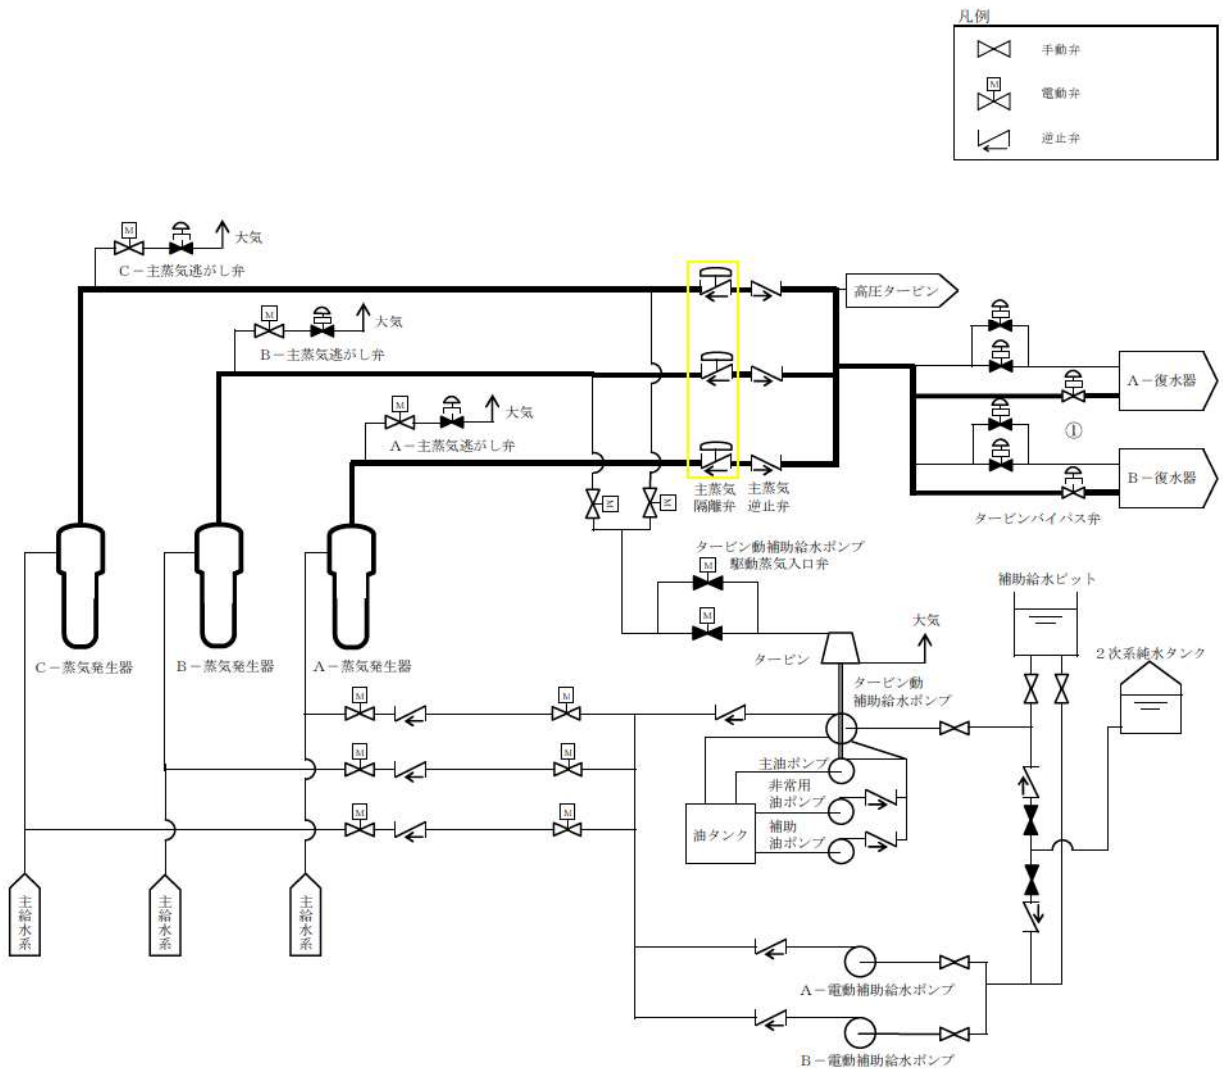 凡例
M
手動弁
電動弁
逆止弁
M
大気
C－主蒸気逃がし弁
M
大気
B－主蒸気逃がし弁
M
大気
A－主蒸気逃がし弁
高圧タービン
A－復水器
①
B－復水器
タービンバイパス弁
主蒸気
隔離弁
主蒸気
逆止弁
M
M
タービン動補助給水ポンプ
駆動蒸気入口弁
M
M
C－蒸気発生器
B－蒸気発生器
A－蒸気発生器
タービン
大気
補助給水ピット
2次系純水タンク
タービン動
補助給水ポンプ
M
M
M
M
M
M
主油ポンプ
非常用
油ポンプ
補助
油ポンプ
油タンク
主給水系
主給水系
主給水系
A－電動補助給水ポンプ
B－電動補助給水ポンプ